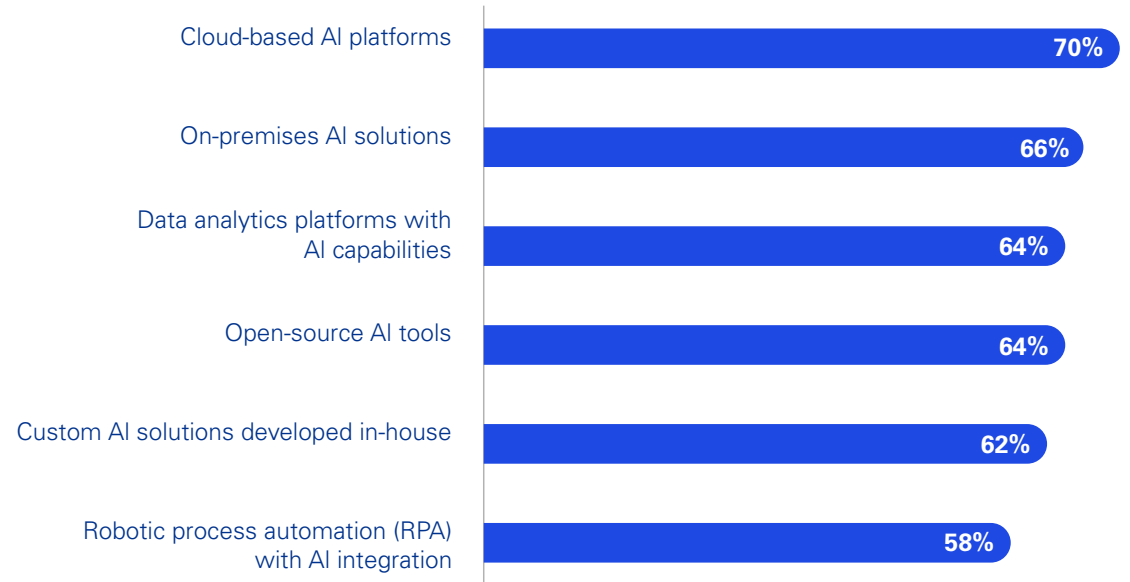 Cloud-based AI platforms
70%
On-premises AI solutions
66%
Data analytics platforms with
AI capabilities
64%
Open-source AI tools
64%
Custom AI solutions developed in-house
62%
Robotic process automation (RPA)
with AI integration
58%